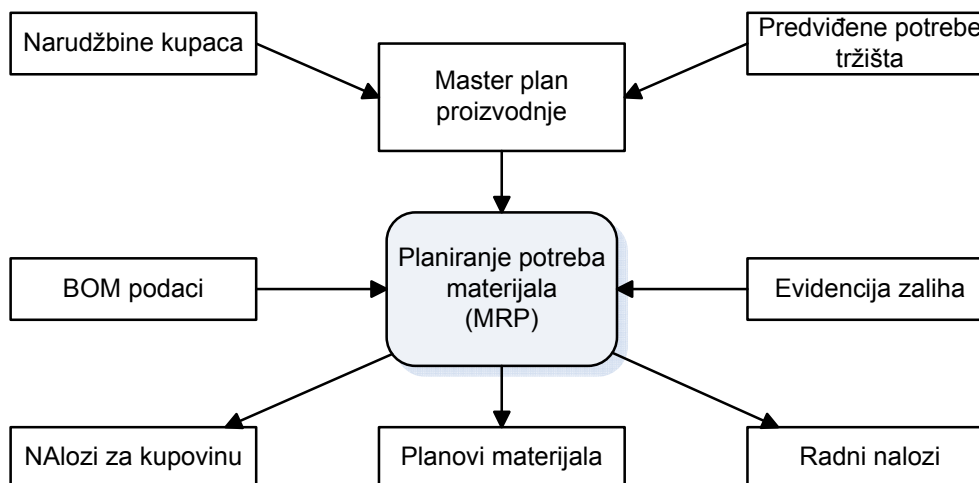 Narudžbine kupaca
Predviđene potrebe
tržišta
Master plan
proizvodnje
Planiranje potreba
materijala
(MRP)
BOM podaci
Evidencija zaliha
NAlozi za kupovinu
Planovi materijala
Radni nalozi